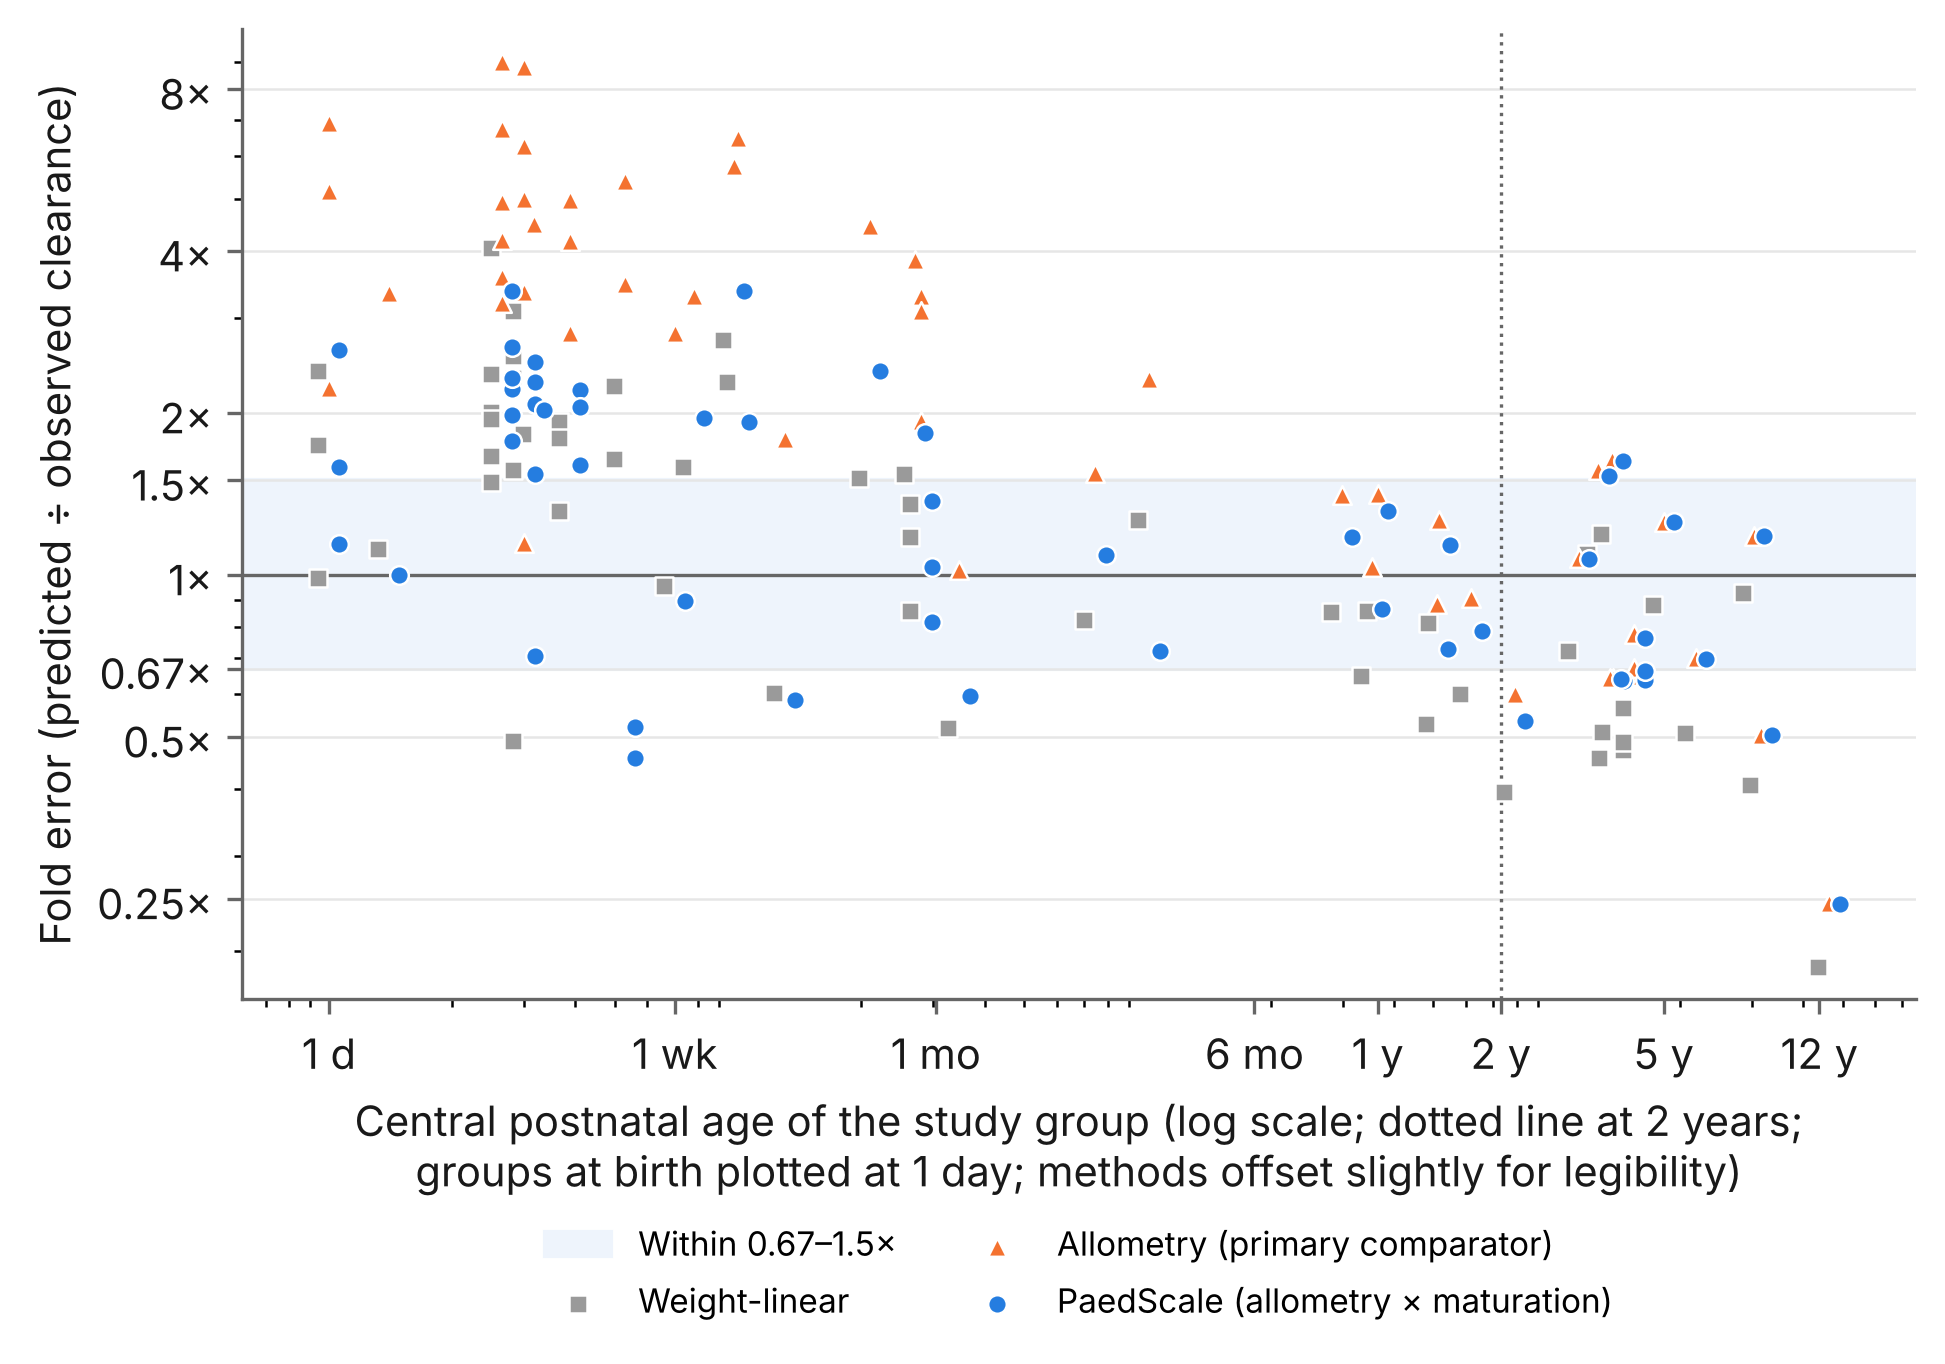 Fold error (predicted ÷ observed clearance)
8×
4×
2×
1.5×
1×
0.67×
0.5×
0.25×
1 d
1 wk
1 mo
6 mo
1 y
2 y
5 y
12 y
Central postnatal age of the study group (log scale; dotted line at 2 years;
groups at birth plotted at 1 day; methods offset slightly for legibility)
Within 0.67–1.5×
Allometry (primary comparator)
Weight-linear
PaedScale (allometry × maturation)